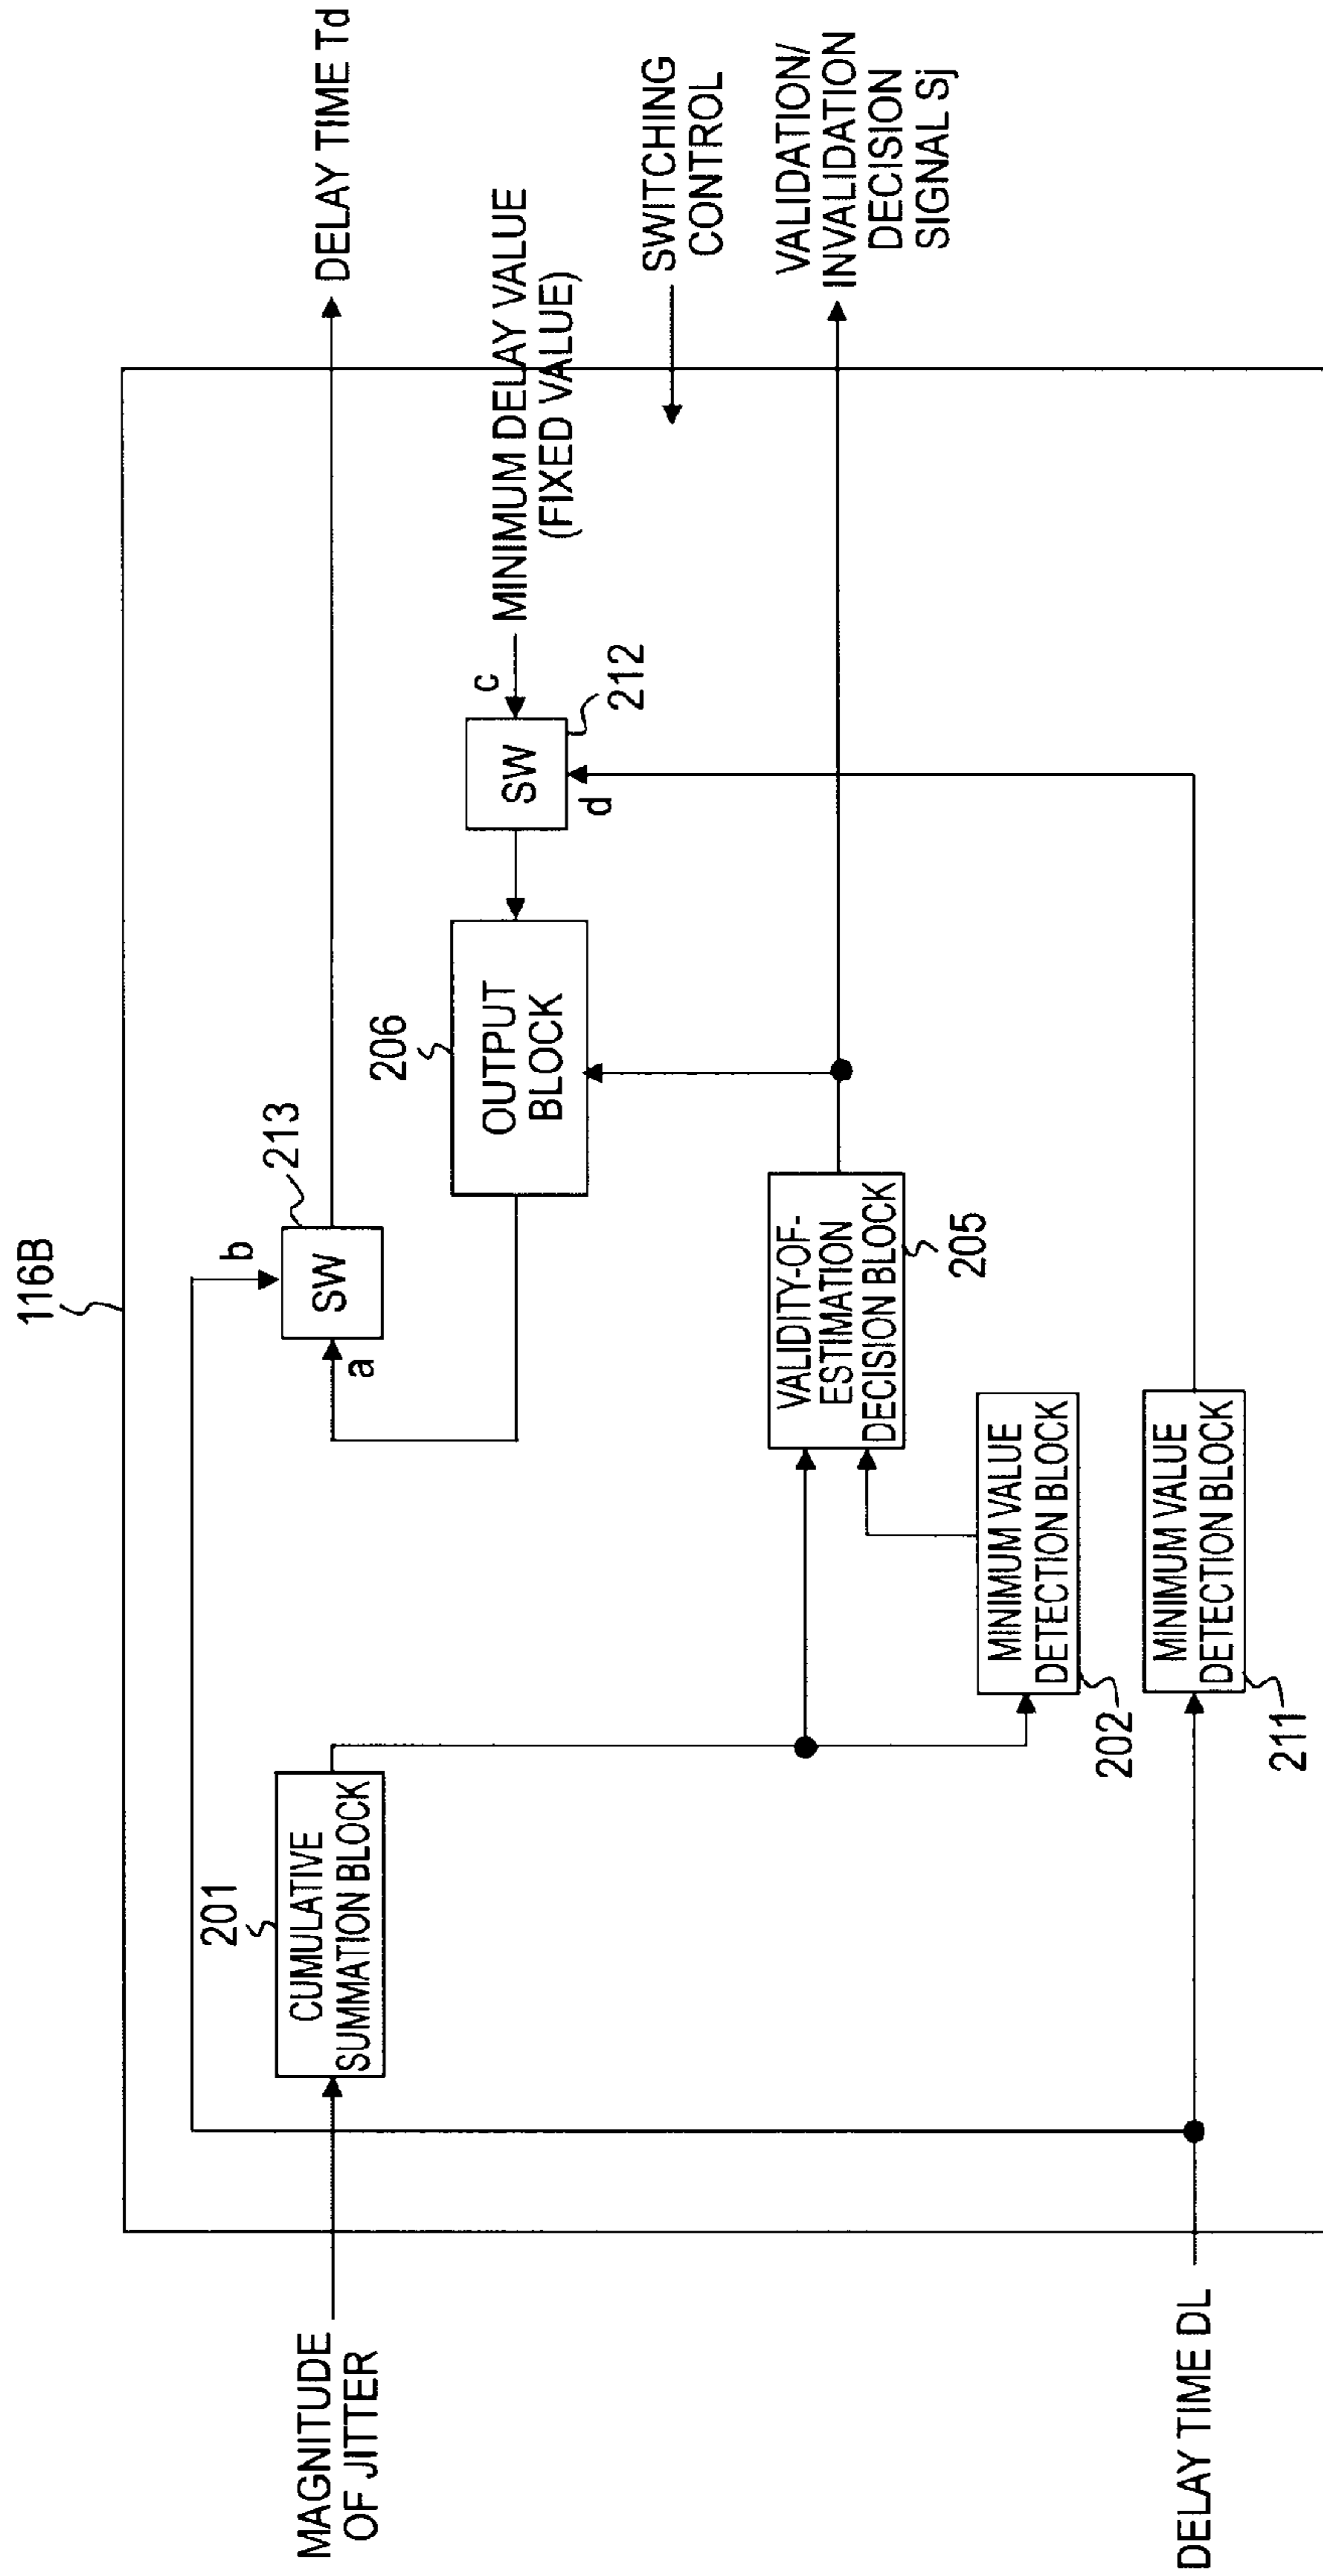 116B
MAGNITUDE
OF JITTER
201
CUMULATIVE
SUMMATION BLOCK
b
a
213
SW
DELAY TIME Td
206
OUTPUT
BLOCK
SW
212
c
d
MINIMUM DELAY VALUE
(FIXED VALUE)
SWITCHING
CONTROL
VALIDITY-OF-
ESTIMATION
DECISION BLOCK
205
VALIDATION/
INVALIDATION
DECISION
SIGNAL Sj
MINIMUM VALUE
DETECTION BLOCK
202
DELAY TIME DL
MINIMUM VALUE
DETECTION BLOCK
211